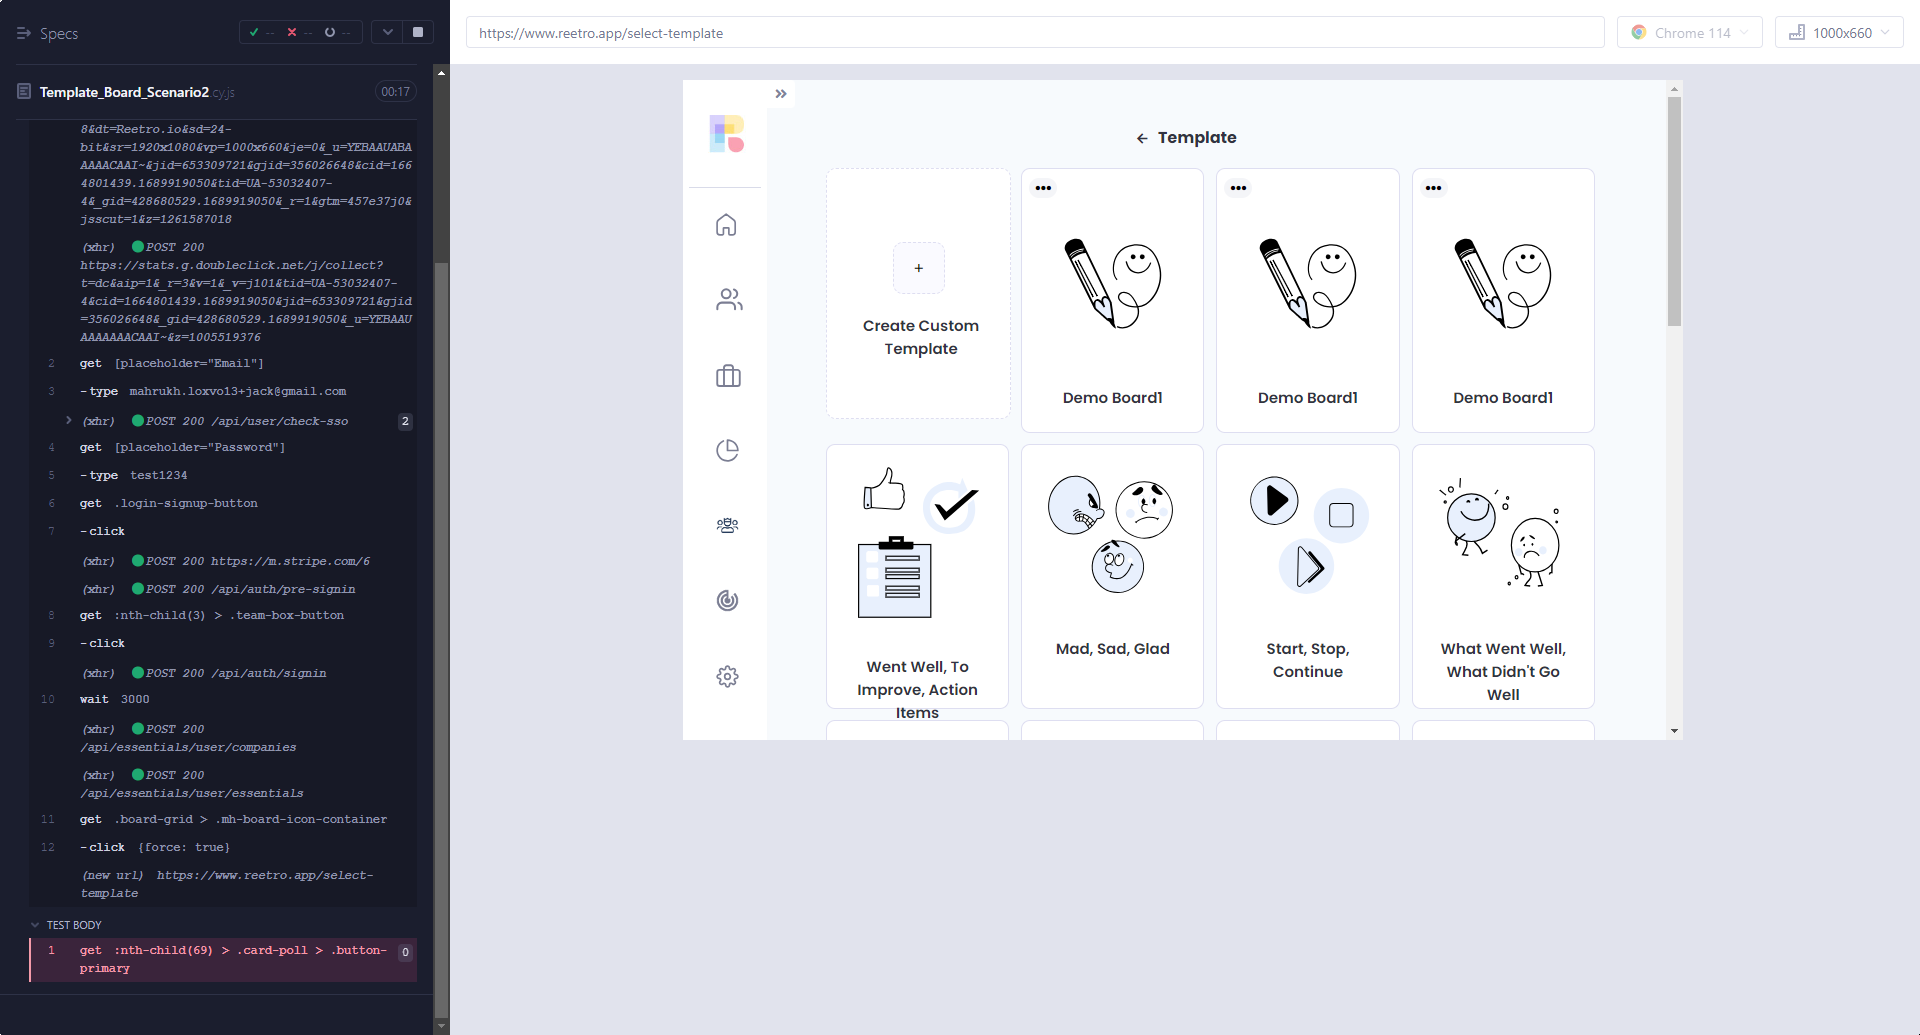 Specs
-- -- --
Template_Board_Scenario2.cy.js 00:17
8&dt=Reetro.io&sd=24-
bit&sr=1920x1080&vp=1000x660&je=0&_u=YEBAAUABA
AAAAACAAI~&jid=653309721&gjid=356026648&cid=166
4801439.1689919050&tid=UA-53032407-
4&_gid=428680529.1689919050&_r=1&gtm=457e37j0&
jsscut=1&z=1261587018
(xhr) POST 200
https://stats.g.doubleclick.net/j/collect?
t=dc&aip=1&_r=3&v=1&_v=j101&tid=UA-53032407-
4&cid=1664801439.1689919050&jid=653309721&gjid
=356026648&_gid=428680529.1689919050&_u=YEBAAU
AAAAAAACAAI~&z=1005519376
2 get [placeholder="Email"]
3 -type mahrukh.loxvo13+jack@gmail.com
(xhr) POST 200 /api/user/check-sso 2
4 get [placeholder="Password"]
5 -type test1234
6 get .login-signup-button
7 -click
(xhr) POST 200 https://m.stripe.com/6
(xhr) POST 200 /api/auth/pre-signin
8 get :nth-child(3) > .team-box-button
9 -click
(xhr) POST 200 /api/auth/signin
10 wait 3000
(xhr) POST 200
/api/essentials/user/companies
(xhr) POST 200
/api/essentials/user/essentials
11 get .board-grid > .mh-board-icon-container
12 -click {force: true}
(new url) https://www.reetro.app/select-
template
TEST BODY
1 get :nth-child(69) > .card-poll > .button- 0
primary
https://www.reetro.app/select-template
Chrome 114
1000x660
Template
+
Create Custom
Template
Demo Board1
Demo Board1
Demo Board1
Went Well, To
Improve, Action
Items
Mad, Sad, Glad
Start, Stop,
Continue
What Went Well,
What Didn't Go
Well